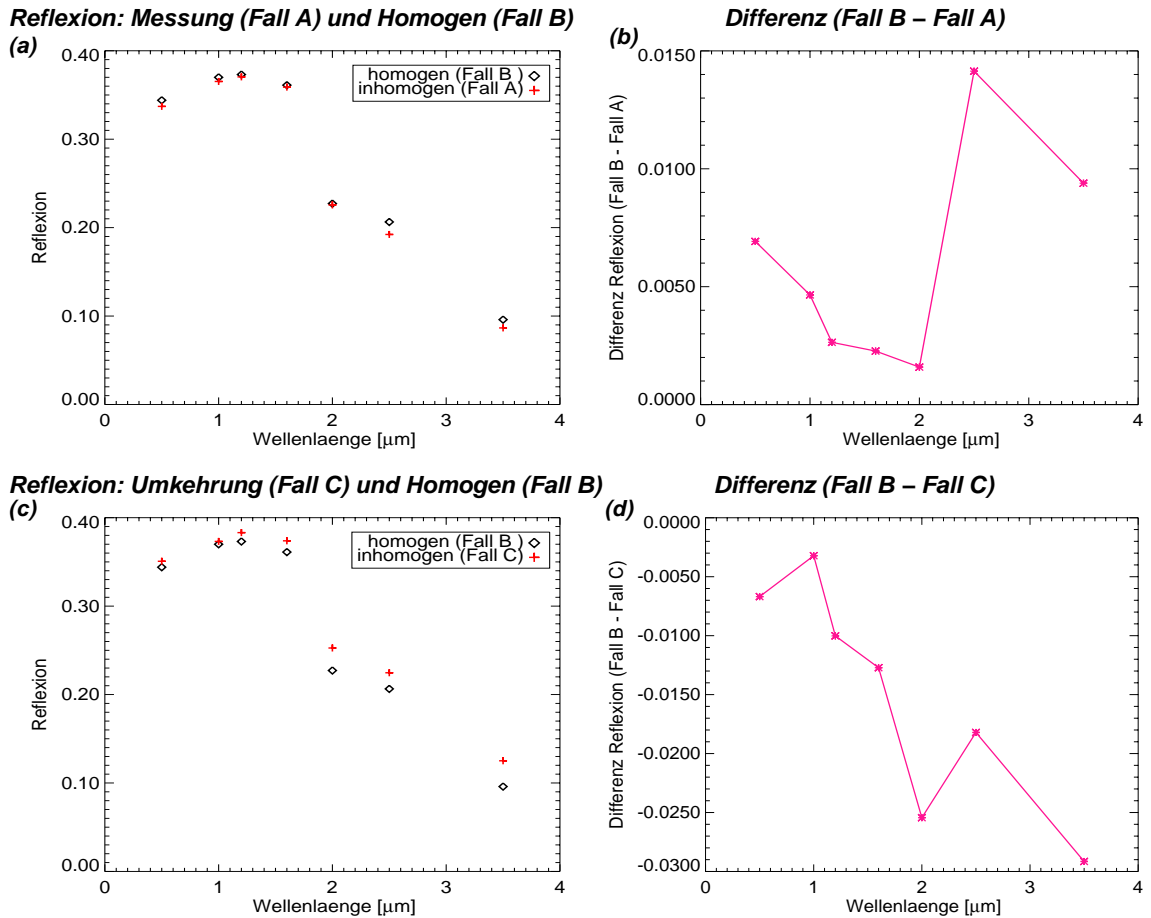 Reflexion: Messung (Fall A) und Homogen (Fall B)
(a)
0.40
0.30
0.20
0.10
0.00
Reflexion
homogen (Fall B )
inhomogen (Fall A)
0 1 2 3 4
Wellenlaenge [µm]
Differenz (Fall B – Fall A)
(b)
0.0150
0.0100
0.0050
0.0000
Differenz Reflexion (Fall B - Fall A)
0 1 2 3 4
Wellenlaenge [µm]
Reflexion: Umkehrung (Fall C) und Homogen (Fall B)
(c)
0.40
0.30
0.20
0.10
0.00
Reflexion
homogen (Fall B )
inhomogen (Fall C)
0 1 2 3 4
Wellenlaenge [µm]
Differenz (Fall B – Fall C)
(d)
0.0000
-0.0050
-0.0100
-0.0150
-0.0200
-0.0250
-0.0300
Differenz Reflexion (Fall B - Fall C)
0 1 2 3 4
Wellenlaenge [µm]